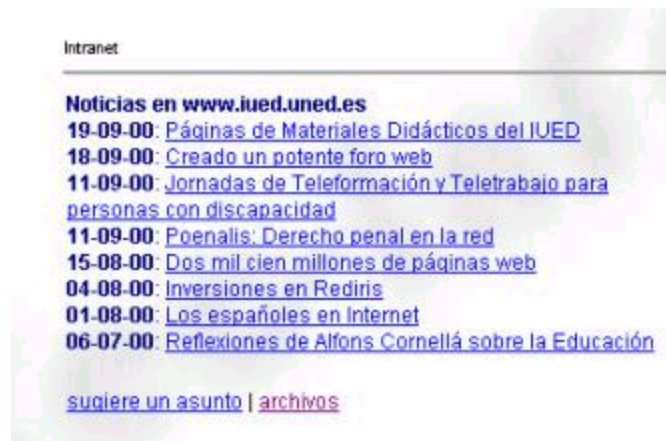 Intranet
Noticias en www.iued.uned.es
19-09-00: Páginas de Materiales Didácticos del IUED
18-09-00: Creado un potente foro web
11-09-00: Jornadas de Teleformación y Teletrabajo para
personas con discapacidad
11-09-00: Poenalis: Derecho penal en la red
15-08-00: Dos mil cien millones de páginas web
04-08-00: Inversiones en Rediris
01-08-00: Los españoles en Internet
06-07-00: Reflexiones de Alfons Cornellá sobre la Educación
sugiere un asunto | archivos